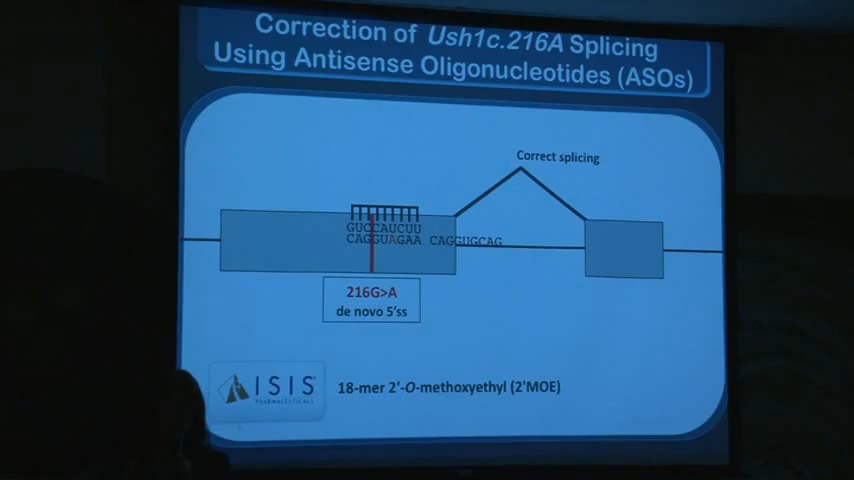 Correction of Ush1c.216A Splicing
Using Antisense Oligonucleotides (ASOs)
Correct splicing
GUCCAUCUU
CAGGUAGAA CAGGUGCAG
216G>A
de novo 5'ss
ISIS
PHARMACEUTICALS
18-mer 2'-O-methoxyethyl (2'MOE)